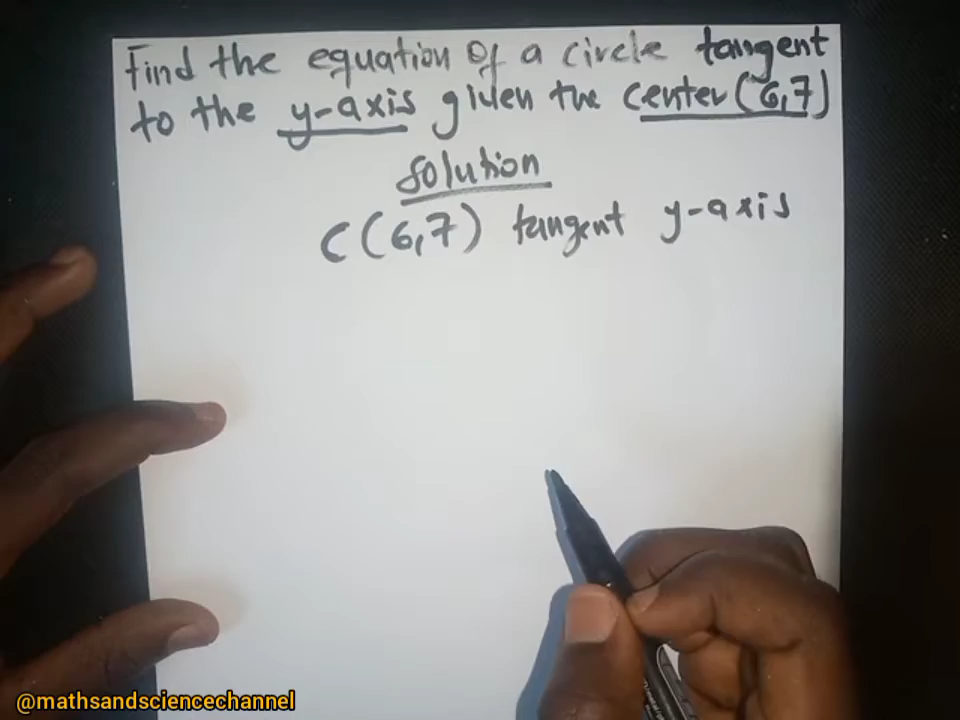 Find the equation of a circle tangent
to the y-axis given the center (6,7)
solution
C(6,7) tangent y-axis
@mathsandsciencechannel